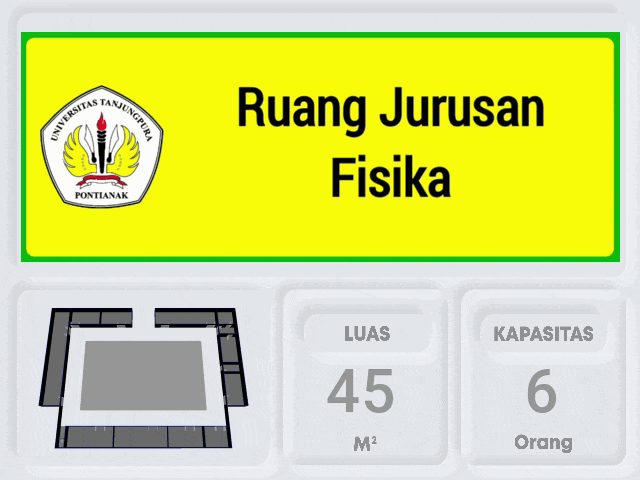 UNIVERSITAS TANJUNGPURA
PONTIANAK
Ruang Jurusan
Fisika
LUAS
45
M²
KAPASITAS
6
Orang